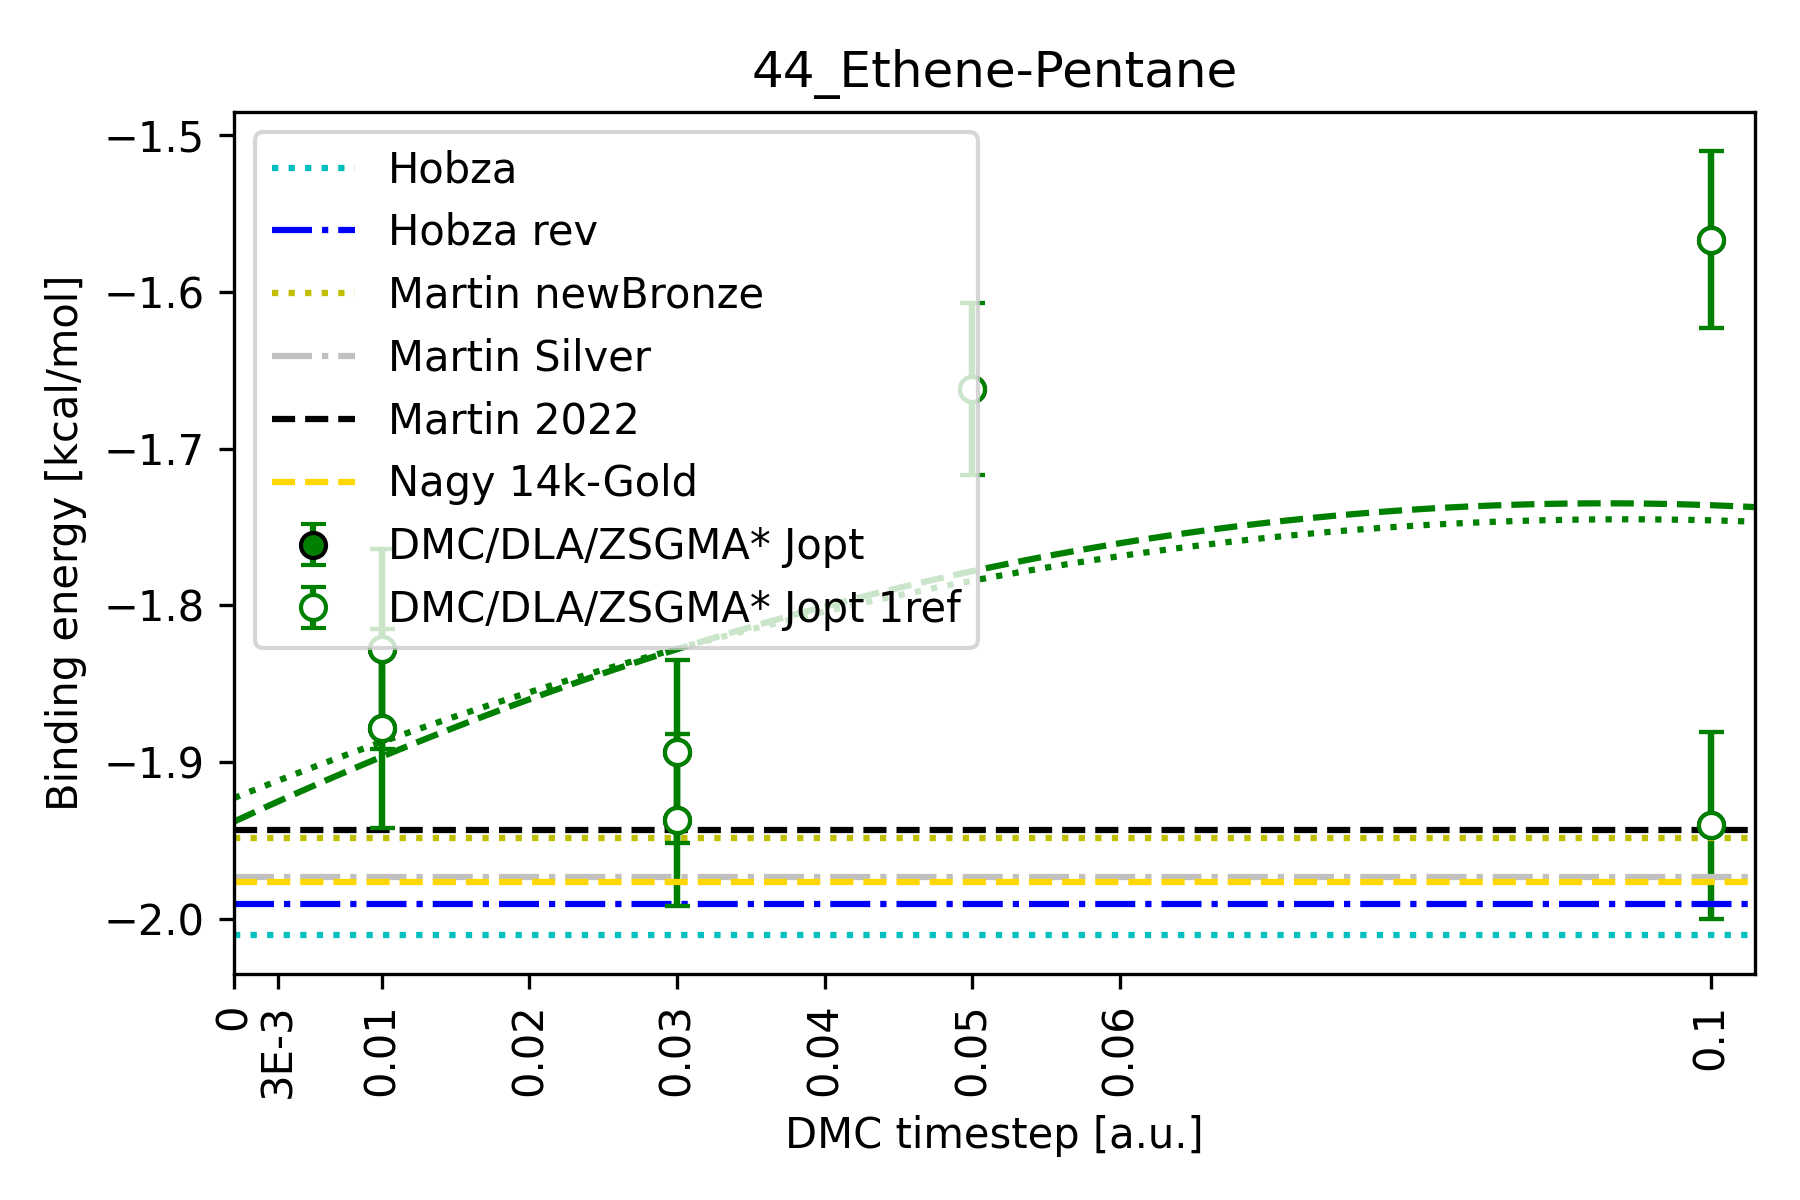 44_Ethene-Pentane
Binding energy [kcal/mol]
−1.5
−1.6
−1.7
−1.8
−1.9
−2.0
Hobza
Hobza rev
Martin newBronze
Martin Silver
Martin 2022
Nagy 14k-Gold
DMC/DLA/ZSGMA* Jopt
DMC/DLA/ZSGMA* Jopt 1ref
0
3E-3
0.01
0.02
0.03
0.04
0.05
0.06
0.1
DMC timestep [a.u.]